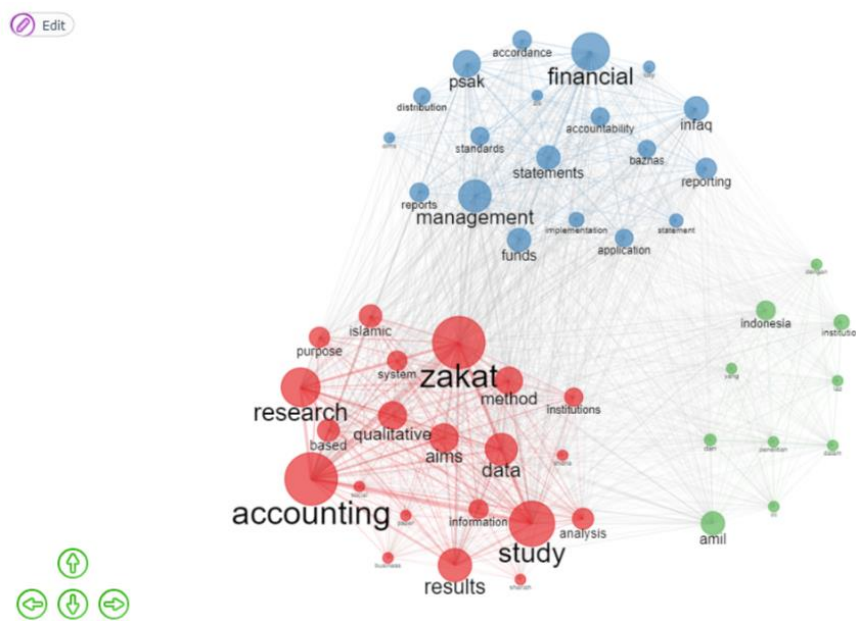 Edit
accordance
financial
psak
distribution
infaq
accountability
standards
baznas
statements
reporting
reports
management
implementation
statement
application
funds
indonesia
islamic
purpose
system
zakat
method
research
institutions
qualitative
based
aims
data
accounting
information
analysis
study
amil
results